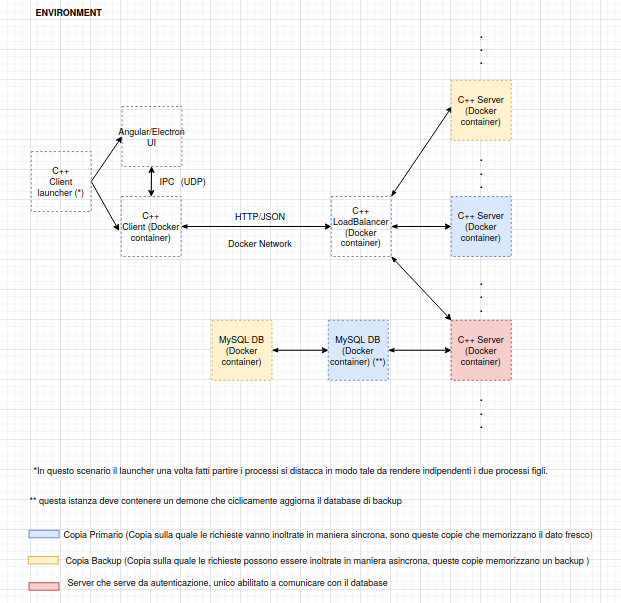 ENVIRONMENT
C++ Server
(Docker
container)
Angular/Electron
UI
C++
Client
launcher (*)
IPC (UDP)
C++
Client (Docker
container)
HTTP/JSON
Docker Network
C++
LoadBalancer
(Docker
container)
C++ Server
(Docker
container)
MySQL DB
(Docker
container)
MySQL DB
(Docker
container) (**)
C++ Server
(Docker
container)
*In questo scenario il launcher una volta fatti partire i processi si distacca in modo tale da rendere indipendenti i due processi figli.
** questa istanza deve contenere un demone che ciclicamente aggiorna il database di backup
Copia Primario (Copia sulla quale le richieste vanno inoltrate in maniera sincrona, sono queste copie che memorizzano il dato fresco)
Copia Backup (Copia sulla quale le richieste possono essere inoltrate in maniera asincrona, queste copie memorizzano un backup )
Server che serve da autenticazione, unico abilitato a comunicare con il database